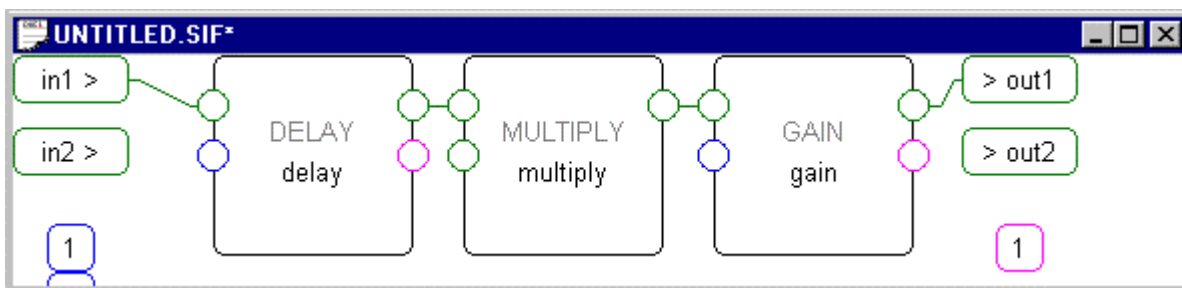 UNTITLED.SIF*
in1 >
> out1
DELAY
MULTIPLY
GAIN
in2 >
> out2
delay
multiply
gain
1
1